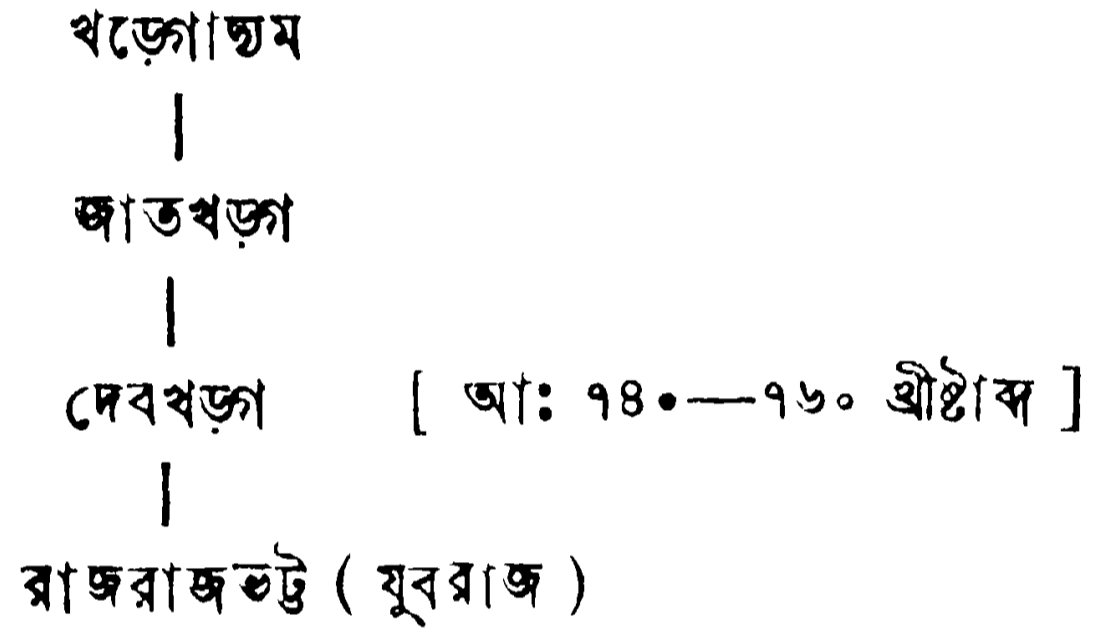 খড়্গোদ্যম
জাতখড়্গ
দেবখড়্গ [ আঃ ৭৪০—৭৬০ খ্রীষ্টাব্দ ]
রাজরাজভট্ট ( যুবরাজ )